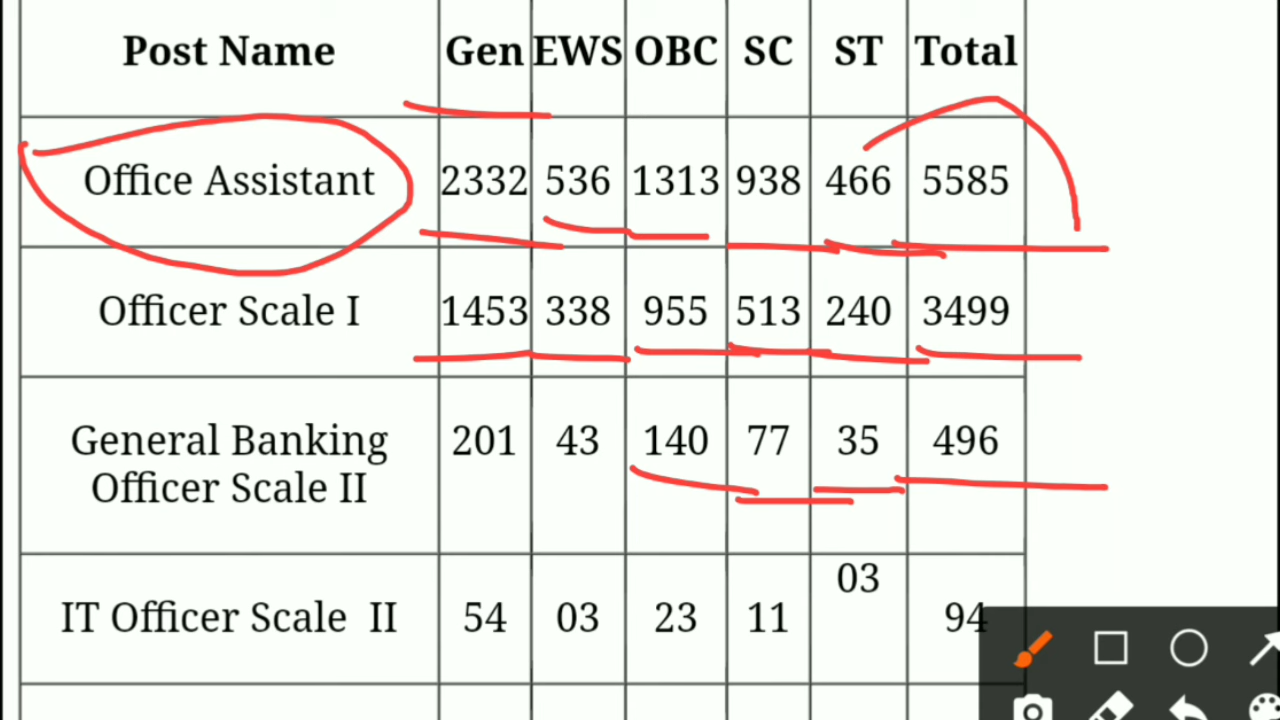 Post Name Gen EWS OBC SC ST Total
Office Assistant 2332 536 1313 938 466 5585
Officer Scale I 1453 338 955 513 240 3499
General Banking 201 43 140 77 35 496
Officer Scale II
03
IT Officer Scale II 54 03 23 11 94